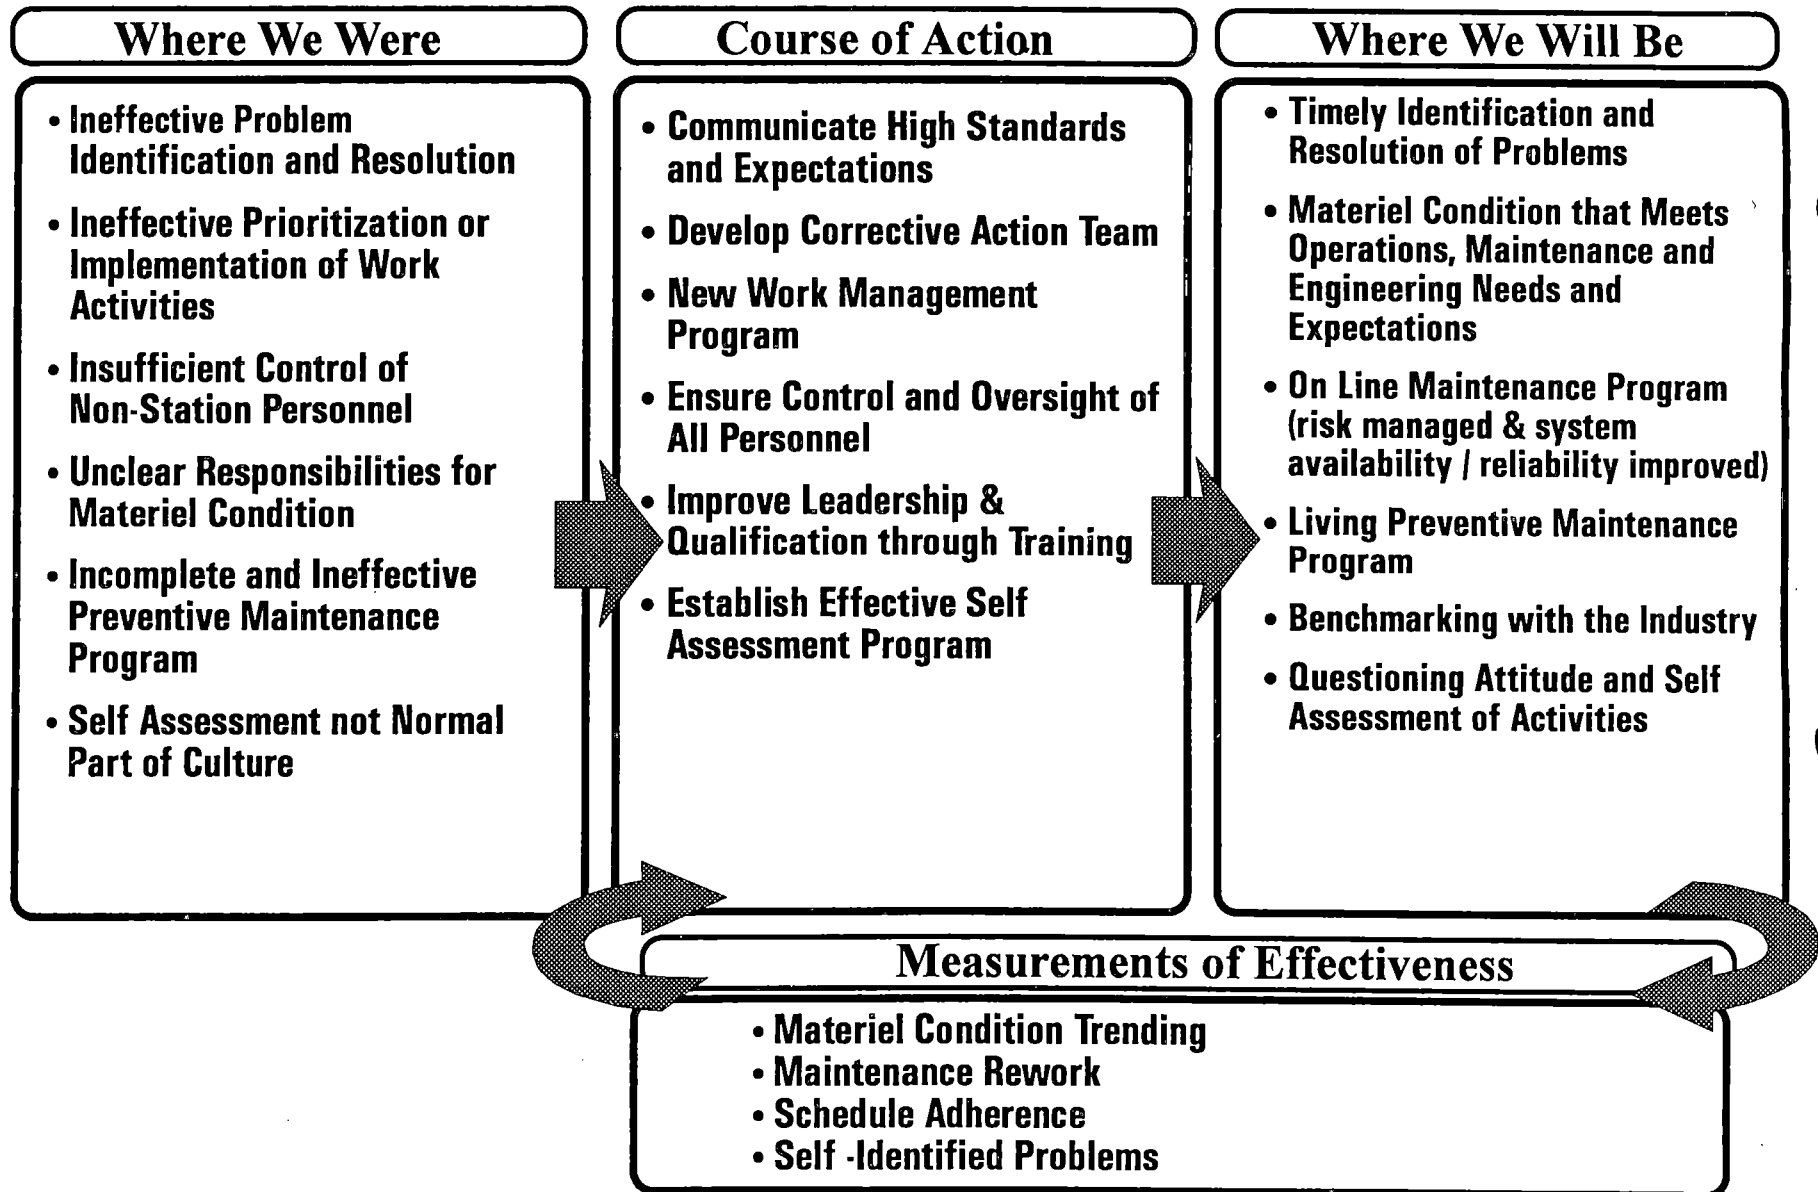 Where We Were
• Ineffective Problem
Identification and Resolution
• Ineffective Prioritization or
Implementation of Work
Activities
• Insufficient Control of
Non-Station Personnel
• Unclear Responsibilities for
Materiel Condition
• Incomplete and Ineffective
Preventive Maintenance
Program
• Self Assessment not Normal
Part of Culture
Course of Action
• Communicate High Standards
and Expectations
• Develop Corrective Action Team
• New Work Management
Program
• Ensure Control and Oversight of
All Personnel
• Improve Leadership &
Qualification through Training
• Establish Effective Self
Assessment Program
Where We Will Be
• Timely Identification and
Resolution of Problems
• Materiel Condition that Meets
Operations, Maintenance and
Engineering Needs and
Expectations
• On Line Maintenance Program
(risk managed & system
availability / reliability improved)
• Living Preventive Maintenance
Program
• Benchmarking with the Industry
• Questioning Attitude and Self
Assessment of Activities
Measurements of Effectiveness
• Materiel Condition Trending
• Maintenance Rework
• Schedule Adherence
• Self -Identified Problems